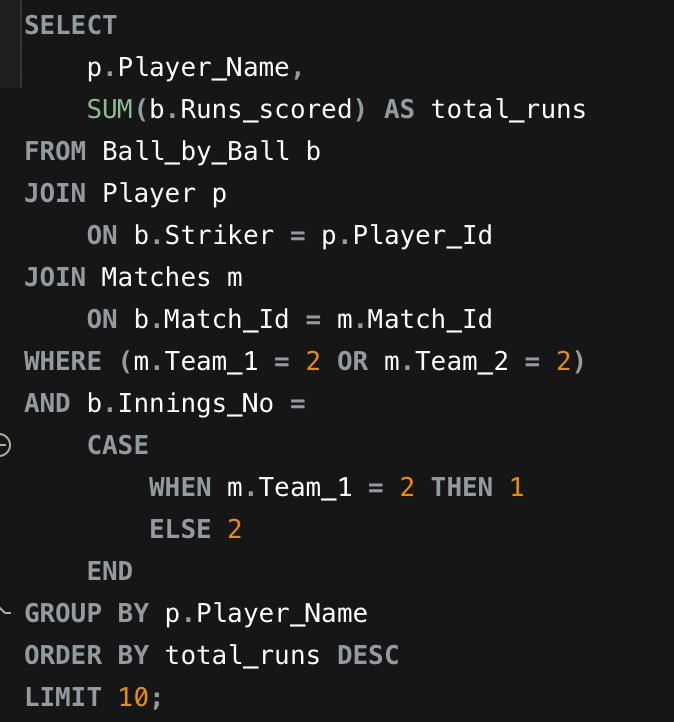 SELECT
    p.Player_Name,
    SUM(b.Runs_scored) AS total_runs
FROM Ball_by_Ball b
JOIN Player p
    ON b.Striker = p.Player_Id
JOIN Matches m
    ON b.Match_Id = m.Match_Id
WHERE (m.Team_1 = 2 OR m.Team_2 = 2)
AND b.Innings_No =
    CASE
        WHEN m.Team_1 = 2 THEN 1
        ELSE 2
    END
GROUP BY p.Player_Name
ORDER BY total_runs DESC
LIMIT 10;